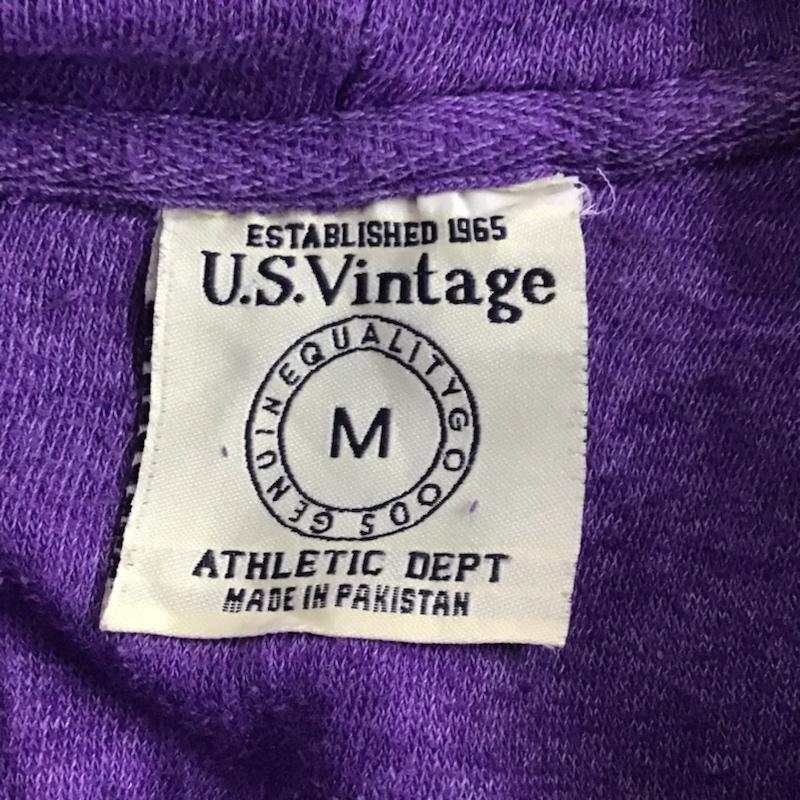 ESTABLISHED 1965
U.S.Vintage
GENUINE QUALITY GOODS
M
ATHLETIC DEPT
MADE IN PAKISTAN